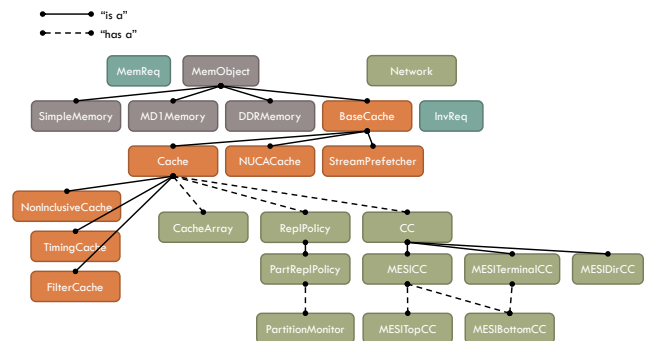 “is a”
“has a”
MemReq
MemObject
Network
SimpleMemory
MD1Memory
DDRMemory
BaseCache
InvReq
Cache
NUCACache
StreamPrefetcher
NonInclusiveCache
CacheArray
ReplPolicy
CC
TimingCache
PartReplPolicy
MESICC
MESITerminalCC
MESIDirCC
FilterCache
PartitionMonitor
MESITopCC
MESIBottomCC